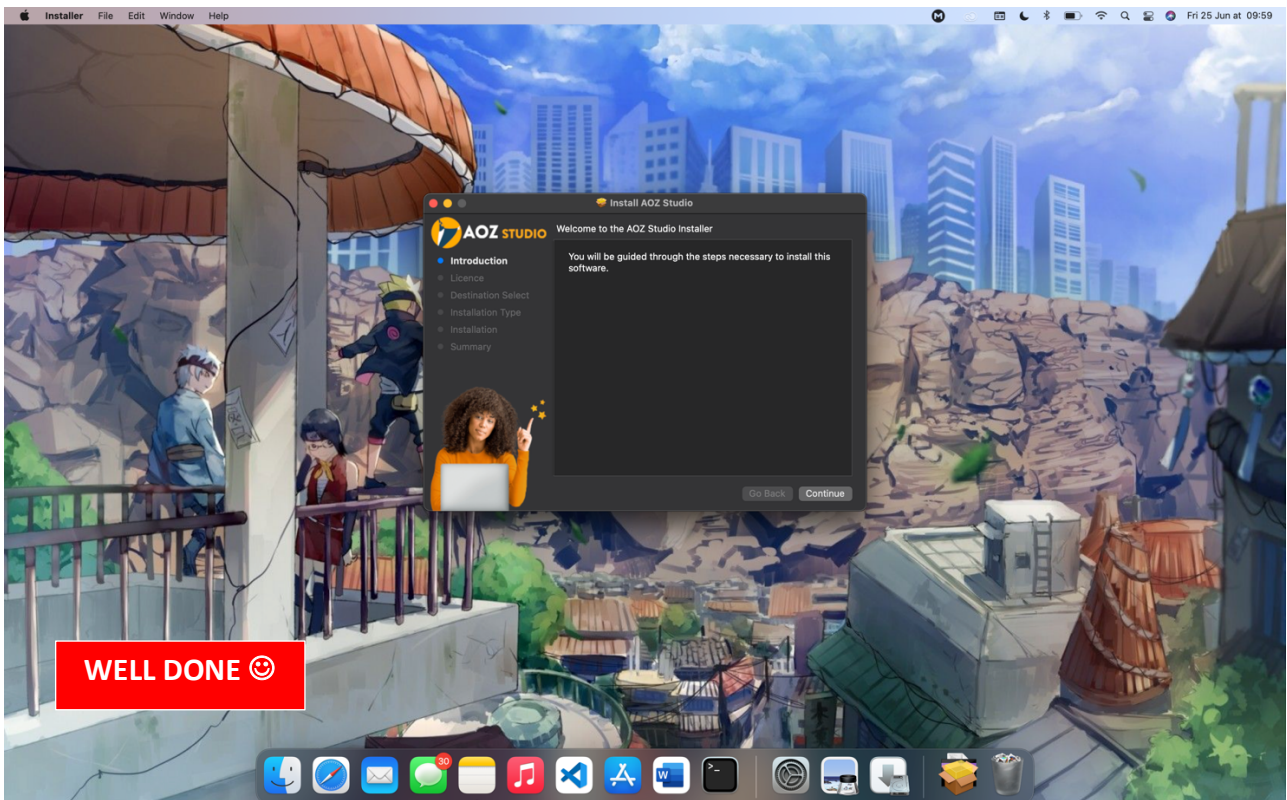 Installer File Edit Window Help
Fri 25 Jun at 09:59
Install AOZ Studio
AOZ STUDIO
Welcome to the AOZ Studio Installer
Introduction
Licence
Destination Select
Installation Type
Installation
Summary
You will be guided through the steps necessary to install this
software.
Go Back Continue
WELL DONE ☺
30
W
>_